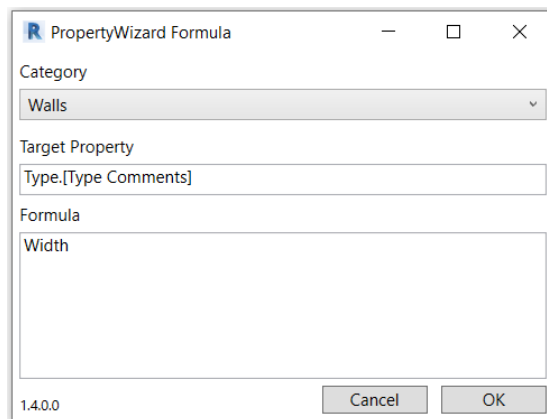 PropertyWizard Formula
Category
Walls
Target Property
Type.[Type Comments]
Formula
Width
1.4.0.0
Cancel
OK